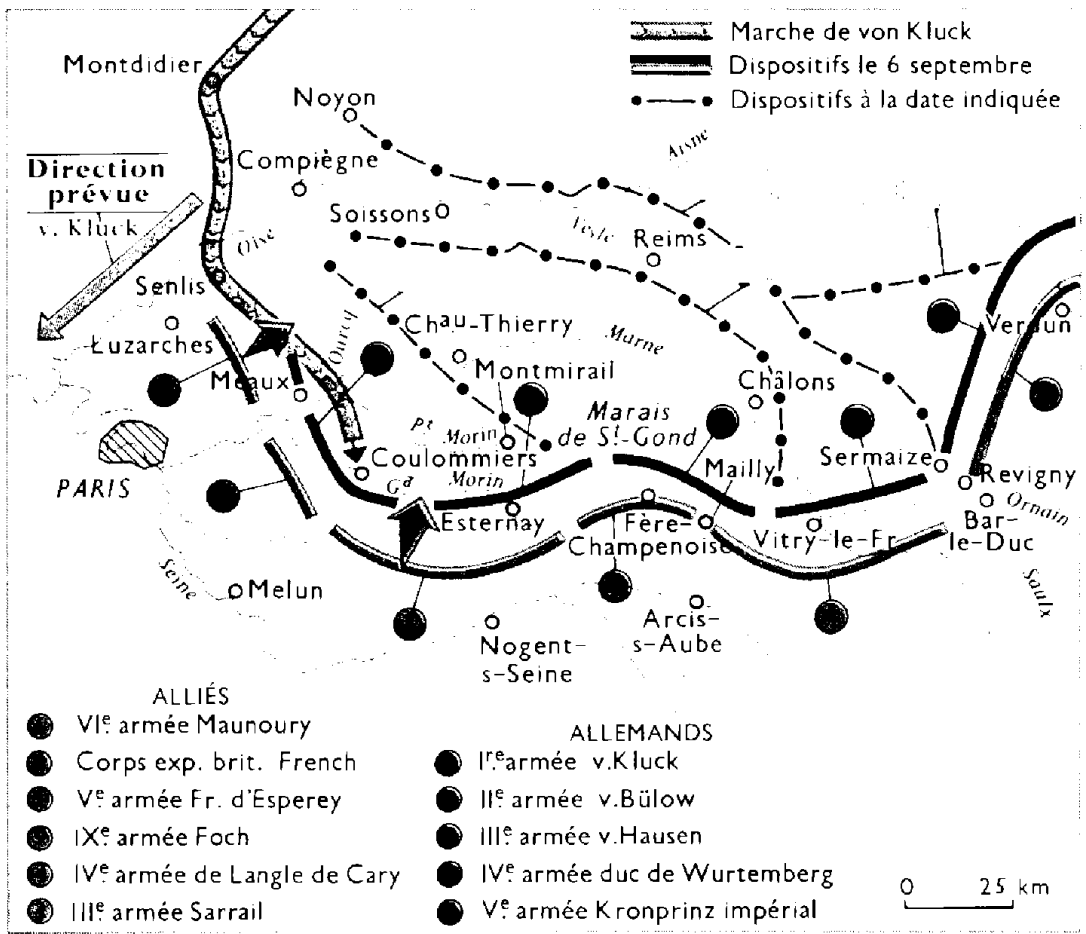 Marche de von Kluck
Dispositifs le 6 septembre
Dispositifs à la date indiquée
Montdidier
Noyon
Compiègne
Aisne
Direction
prévue
v. Kluck
Soissons
Vesle
Reims
Oise
Senlis
Luzarches
Ourcq
Chau-Thierry
Marne
Verdun
Meaux
Montmirail
Châlons
Marais
de St-Gond
Pt Morin
Coulommiers
Gd Morin
Mailly
Sermaize
Revigny
PARIS
Esternay
Fère-
Champenoise
Vitry-le-Fr.
Ornain
Bar-
le-Duc
Seine
Melun
Saulx
Nogent-
s-Seine
Arcis-
s-Aube
ALLIÉS
VIe armée Maunoury
Corps exp. brit. French
Ve armée Fr. d'Esperey
IXe armée Foch
IVe armée de Langle de Cary
IIIe armée Sarrail
ALLEMANDS
Ire armée v.Kluck
IIe armée v.Bülow
IIIe armée v.Hausen
IVe armée duc de Wurtemberg
Ve armée Kronprinz impérial
0 25 km